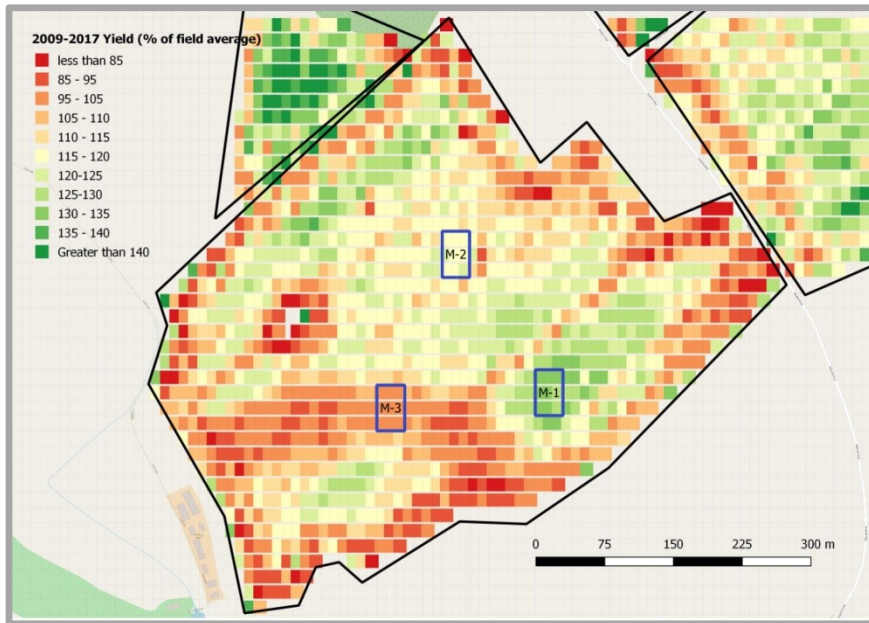 2009-2017 Yield (% of field average)
less than 85
85 - 95
95 - 105
105 - 110
110 - 115
115 - 120
120-125
125-130
130 - 135
135 - 140
Greater than 140
M-2
M-1
M-3
0 75 150 225 300 m